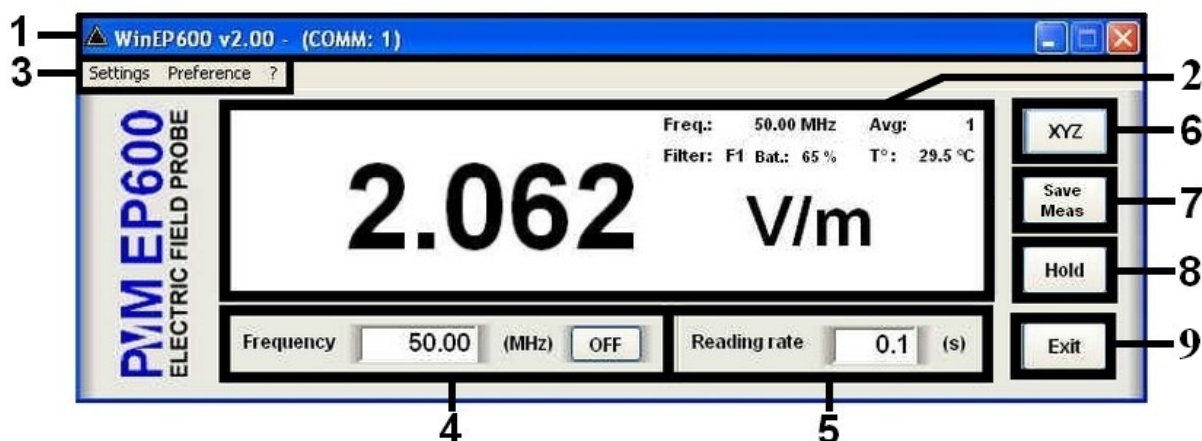 1 WinEP600 v2.00 - (COMM: 1)
3 Settings Preference ?
2
PMM EP600
ELECTRIC FIELD PROBE
Freq.: 50.00 MHz Avg: 1
Filter: F1 Bat.: 65 % T°: 29.5 °C
2.062 V/m
XYZ 6
Save
Meas 7
Hold 8
Frequency 50.00 (MHz) OFF
Reading rate 0.1 (s)
Exit 9
4 5